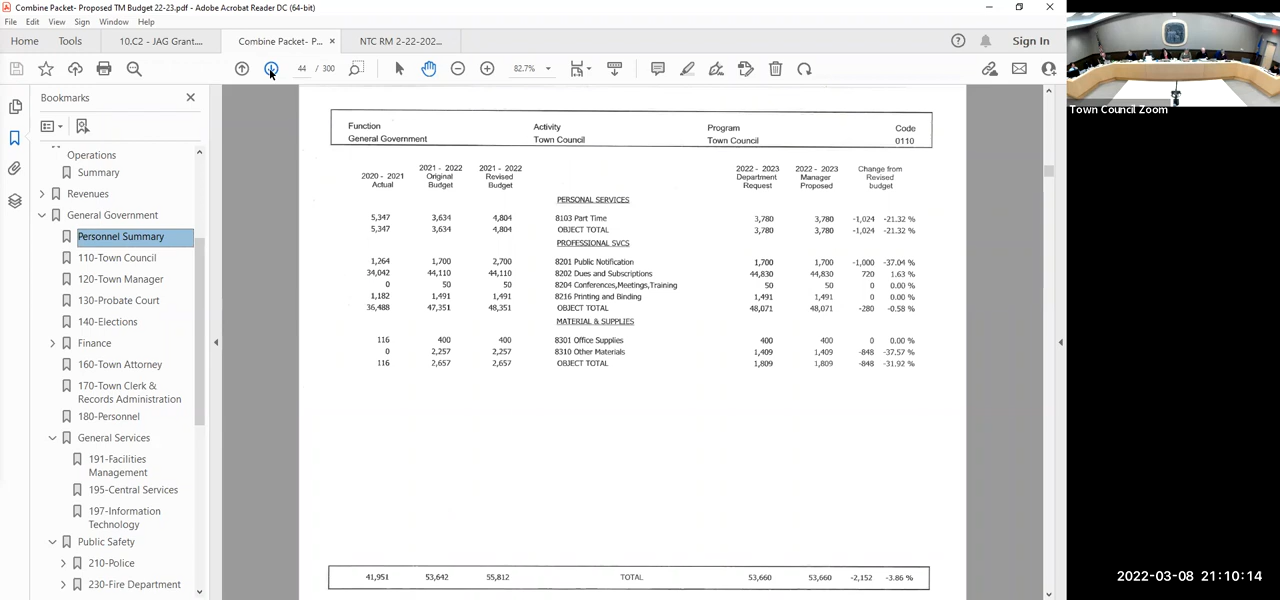 Combine Packet- Proposed TM Budget 22-23.pdf - Adobe Acrobat Reader DC (64-bit)
File Edit View Sign Window Help
Home Tools 10.C2 - JAG Grant.... Combine Packet- P... × NTC RM 2-22-202... Sign In
44 / 300 82.7%
Bookmarks
Operations
Summary
Revenues
General Government
Personnel Summary
110-Town Council
120-Town Manager
130-Probate Court
140-Elections
Finance
160-Town Attorney
170-Town Clerk &
Records Administration
180-Personnel
General Services
191-Facilities
Management
195-Central Services
197-Information
Technology
Public Safety
210-Police
230-Fire Department
Function Activity Program Code
General Government Town Council Town Council 0110
2020 - 2021 Actual 2021 - 2022 Original Budget 2021 - 2022 Revised Budget 2022 - 2023 Department Request 2022 - 2023 Manager Proposed Change from Revised budget
PERSONAL SERVICES
5,347 3,634 4,804 8103 Part Time 3,780 3,780 -1,024 -21.32 %
5,347 3,634 4,804 OBJECT TOTAL 3,780 3,780 -1,024 -21.32 %
PROFESSIONAL SVCS
1,264 1,700 2,700 8201 Public Notification 1,700 1,700 -1,000 -37.04 %
34,042 44,110 44,110 8202 Dues and Subscriptions 44,830 44,830 720 1.63 %
0 50 50 8204 Conferences,Meetings,Training 50 50 0 0.00 %
1,182 1,491 1,491 8216 Printing and Binding 1,491 1,491 0 0.00 %
36,488 47,351 48,351 OBJECT TOTAL 48,071 48,071 -280 -0.58 %
MATERIAL & SUPPLIES
116 400 400 8301 Office Supplies 400 400 0 0.00 %
0 2,257 2,257 8310 Other Materials 1,409 1,409 -848 -37.57 %
116 2,657 2,657 OBJECT TOTAL 1,809 1,809 -848 -31.92 %
41,951 53,642 55,812 TOTAL 53,660 53,660 -2,152 -3.86 %
Town Council Zoom
2022-03-08 21:10:14